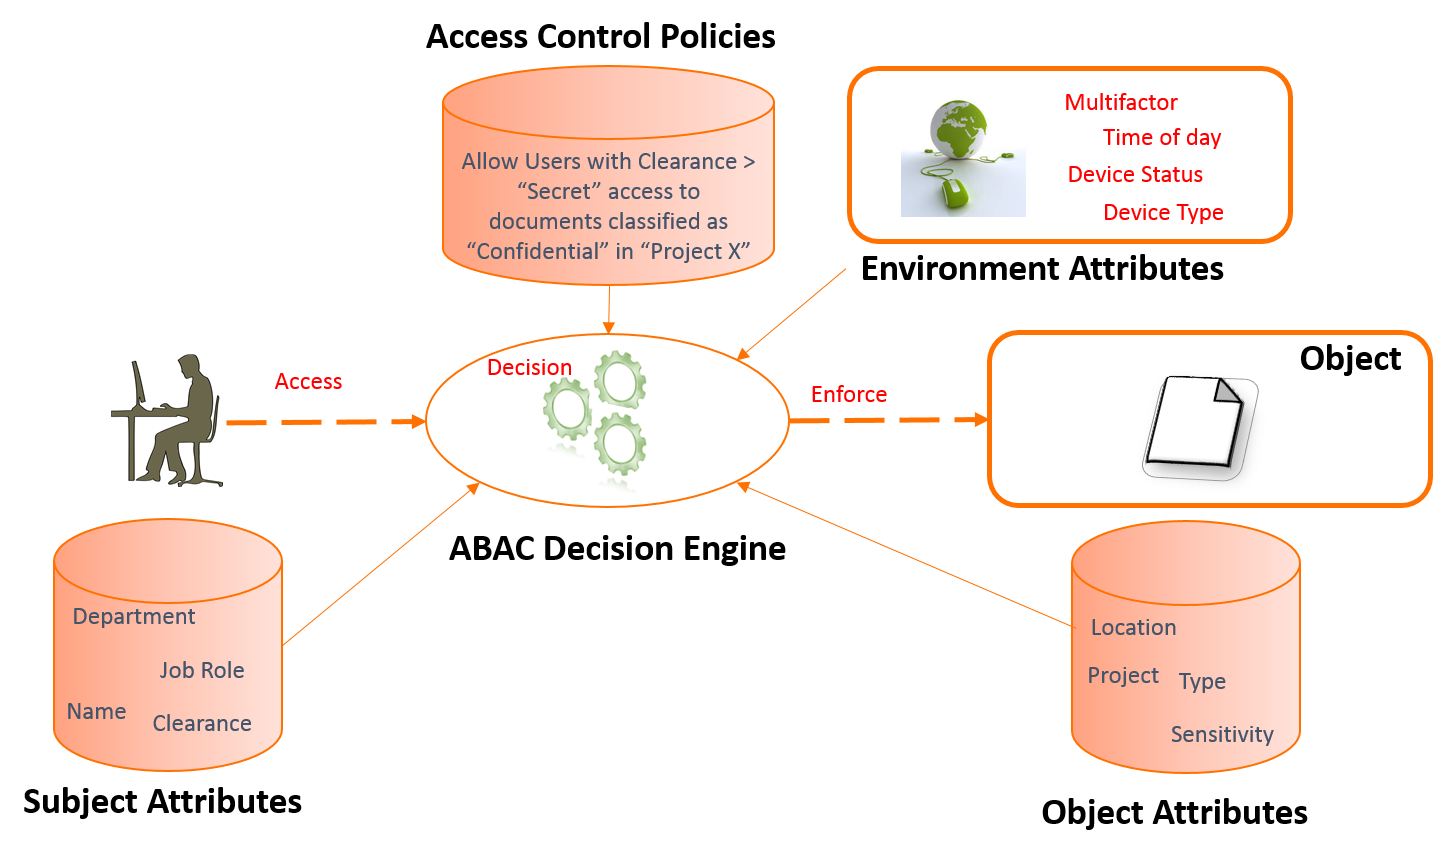 Access Control Policies
Allow Users with Clearance >
“Secret” access to
documents classified as
“Confidential” in “Project X”
Multifactor
Time of day
Device Status
Device Type
Environment Attributes
Access
Decision
Enforce
Object
ABAC Decision Engine
Department
Job Role
Name
Clearance
Subject Attributes
Location
Project
Type
Sensitivity
Object Attributes